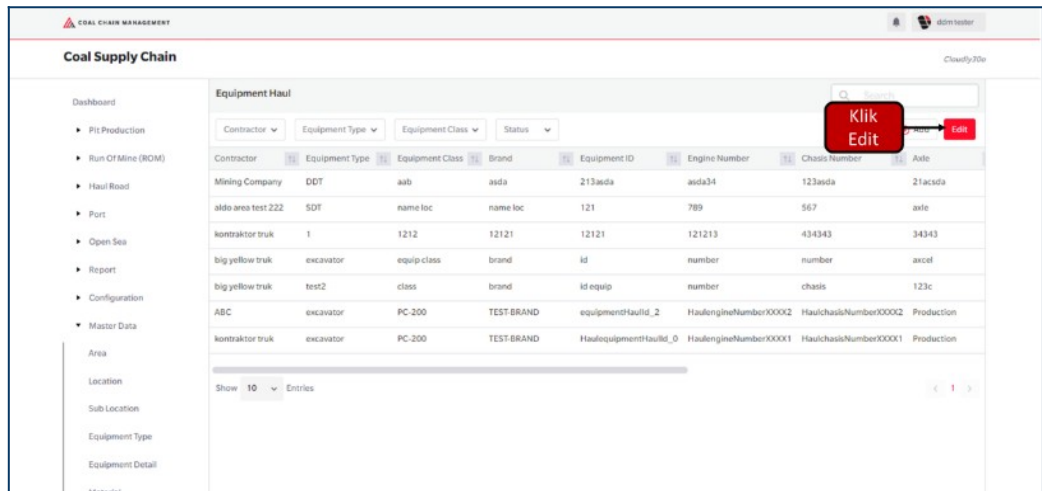 COAL CHAIN MANAGEMENT
ddm tester
Coal Supply Chain
Cloudly30o
Dashboard
Pit Production
Run Of Mine (ROM)
Haul Road
Port
Open Sea
Report
Configuration
Master Data
Area
Location
Sub Location
Equipment Type
Equipment Detail
Material
Equipment Haul
Search
Contractor Equipment Type Equipment Class Status
Klik
Edit
Add Edit
Contractor Equipment Type Equipment Class Brand Equipment ID Engine Number Chasis Number Axle
Mining Company DDT aab asda 213asda asda34 123asda 21acsda
aldo area test 222 SDT name loc name loc 121 789 567 axle
kontraktor truk 1 1212 12121 12121 121213 434343 34343
big yellow truk excavator equip class brand id number number axcel
big yellow truk test2 class brand id equip number chasis 123c
ABC excavator PC-200 TEST-BRAND equipmentHaulId_2 HaulengineNumberXXXX2 HaulchasisNumberXXXX2 Production
kontraktor truk excavator PC-200 TEST-BRAND HaulequipmentHaulId_0 HaulengineNumberXXXX1 HaulchasisNumberXXXX1 Production
Show 10 Entries
1